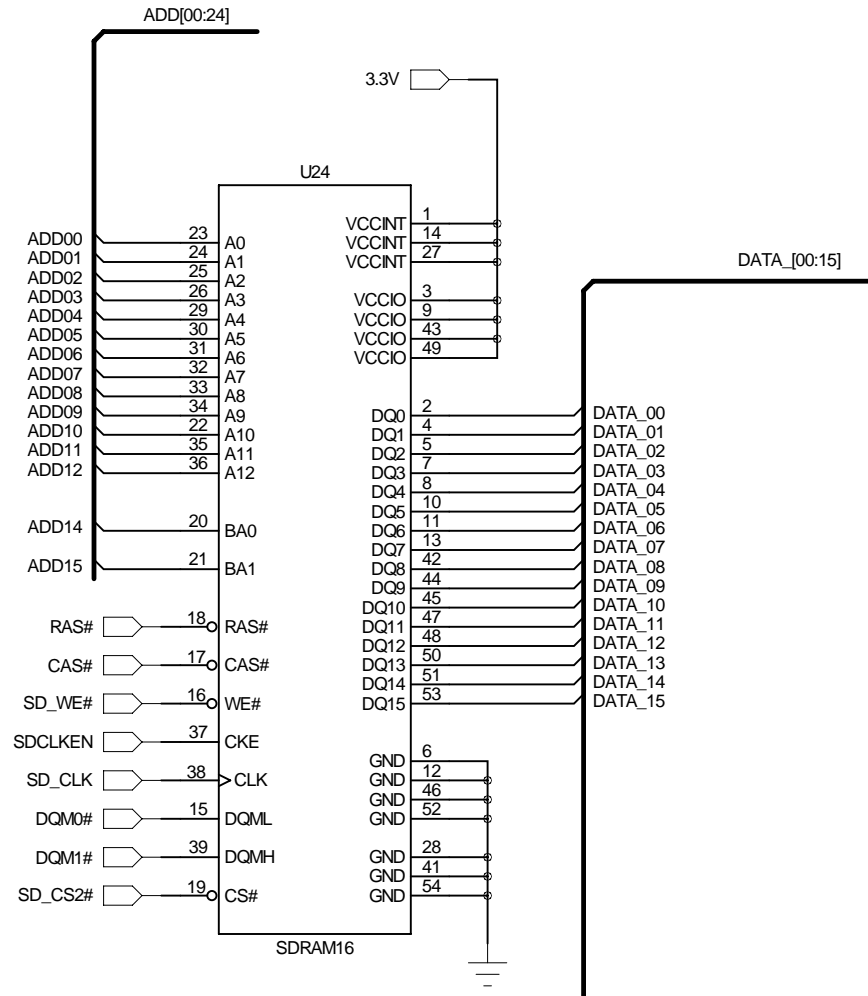 ADD[00:24]
3.3V
U24
ADD00 23 A0
ADD01 24 A1
ADD02 25 A2
ADD03 26 A3
ADD04 29 A4
ADD05 30 A5
ADD06 31 A6
ADD07 32 A7
ADD08 33 A8
ADD09 34 A9
ADD10 22 A10
ADD11 35 A11
ADD12 36 A12
ADD14 20 BA0
ADD15 21 BA1
RAS# 18 RAS#
CAS# 17 CAS#
SD_WE# 16 WE#
SDCLKEN 37 CKE
SD_CLK 38 CLK
DQM0# 15 DQML
DQM1# 39 DQMH
SD_CS2# 19 CS#
VCCINT 1
VCCINT 14
VCCINT 27
VCCIO 3
VCCIO 9
VCCIO 43
VCCIO 49
DQ0 2 DATA_00
DQ1 4 DATA_01
DQ2 5 DATA_02
DQ3 7 DATA_03
DQ4 8 DATA_04
DQ5 10 DATA_05
DQ6 11 DATA_06
DQ7 13 DATA_07
DQ8 42 DATA_08
DQ9 44 DATA_09
DQ10 45 DATA_10
DQ11 47 DATA_11
DQ12 48 DATA_12
DQ13 50 DATA_13
DQ14 51 DATA_14
DQ15 53 DATA_15
GND 6
GND 12
GND 46
GND 52
GND 28
GND 41
GND 54
SDRAM16
DATA_[00:15]